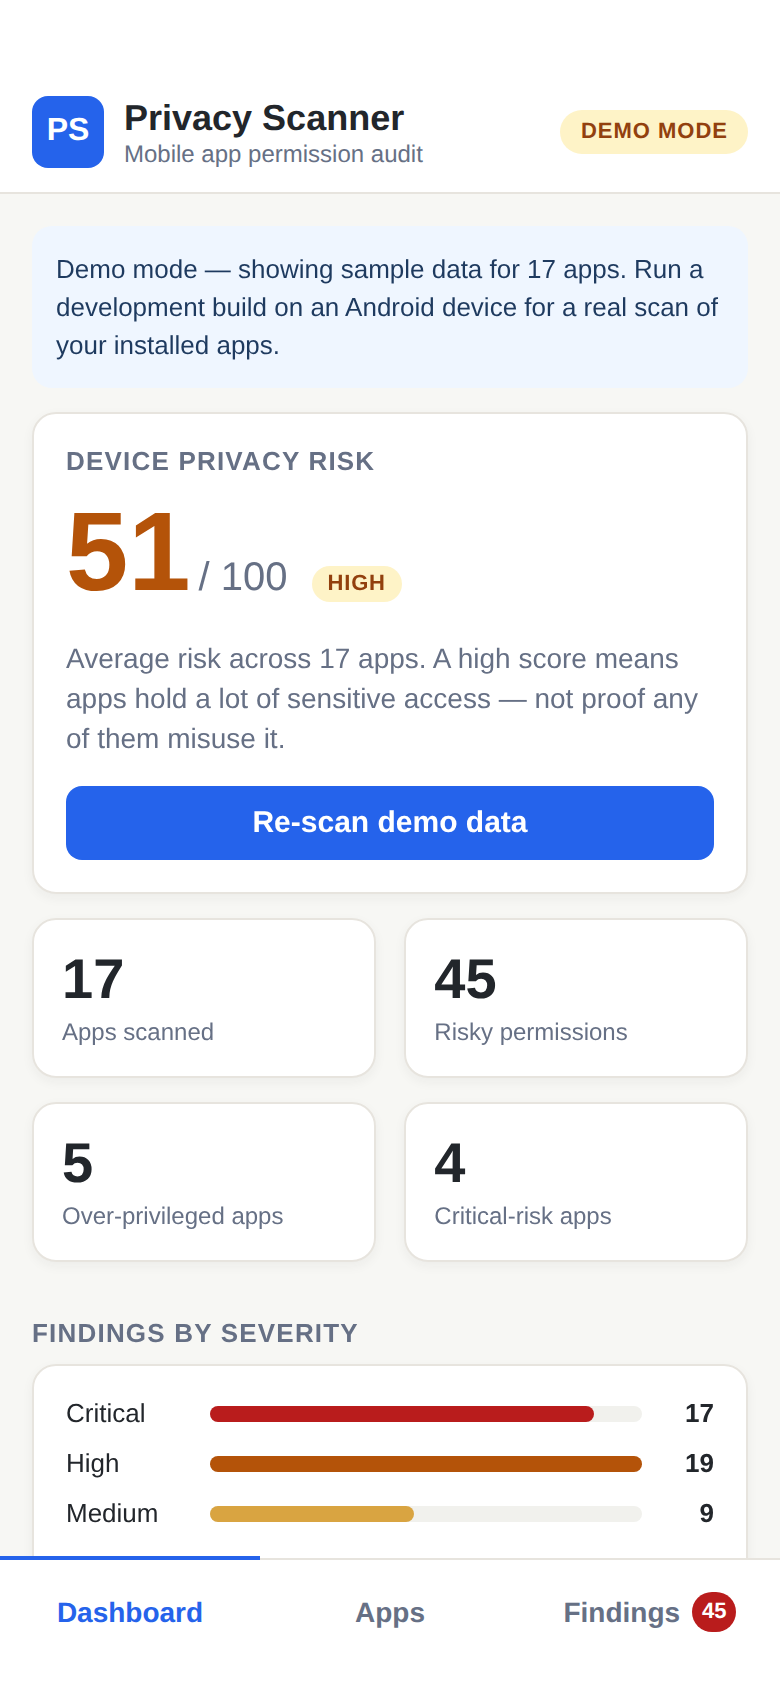 PS
Privacy Scanner
Mobile app permission audit
DEMO MODE
Demo mode — showing sample data for 17 apps. Run a
development build on an Android device for a real scan of
your installed apps.
DEVICE PRIVACY RISK
51 / 100 HIGH
Average risk across 17 apps. A high score means
apps hold a lot of sensitive access — not proof any
of them misuse it.
Re-scan demo data
17
Apps scanned
45
Risky permissions
5
Over-privileged apps
4
Critical-risk apps
FINDINGS BY SEVERITY
Critical 17
High 19
Medium 9
Dashboard
Apps
Findings 45